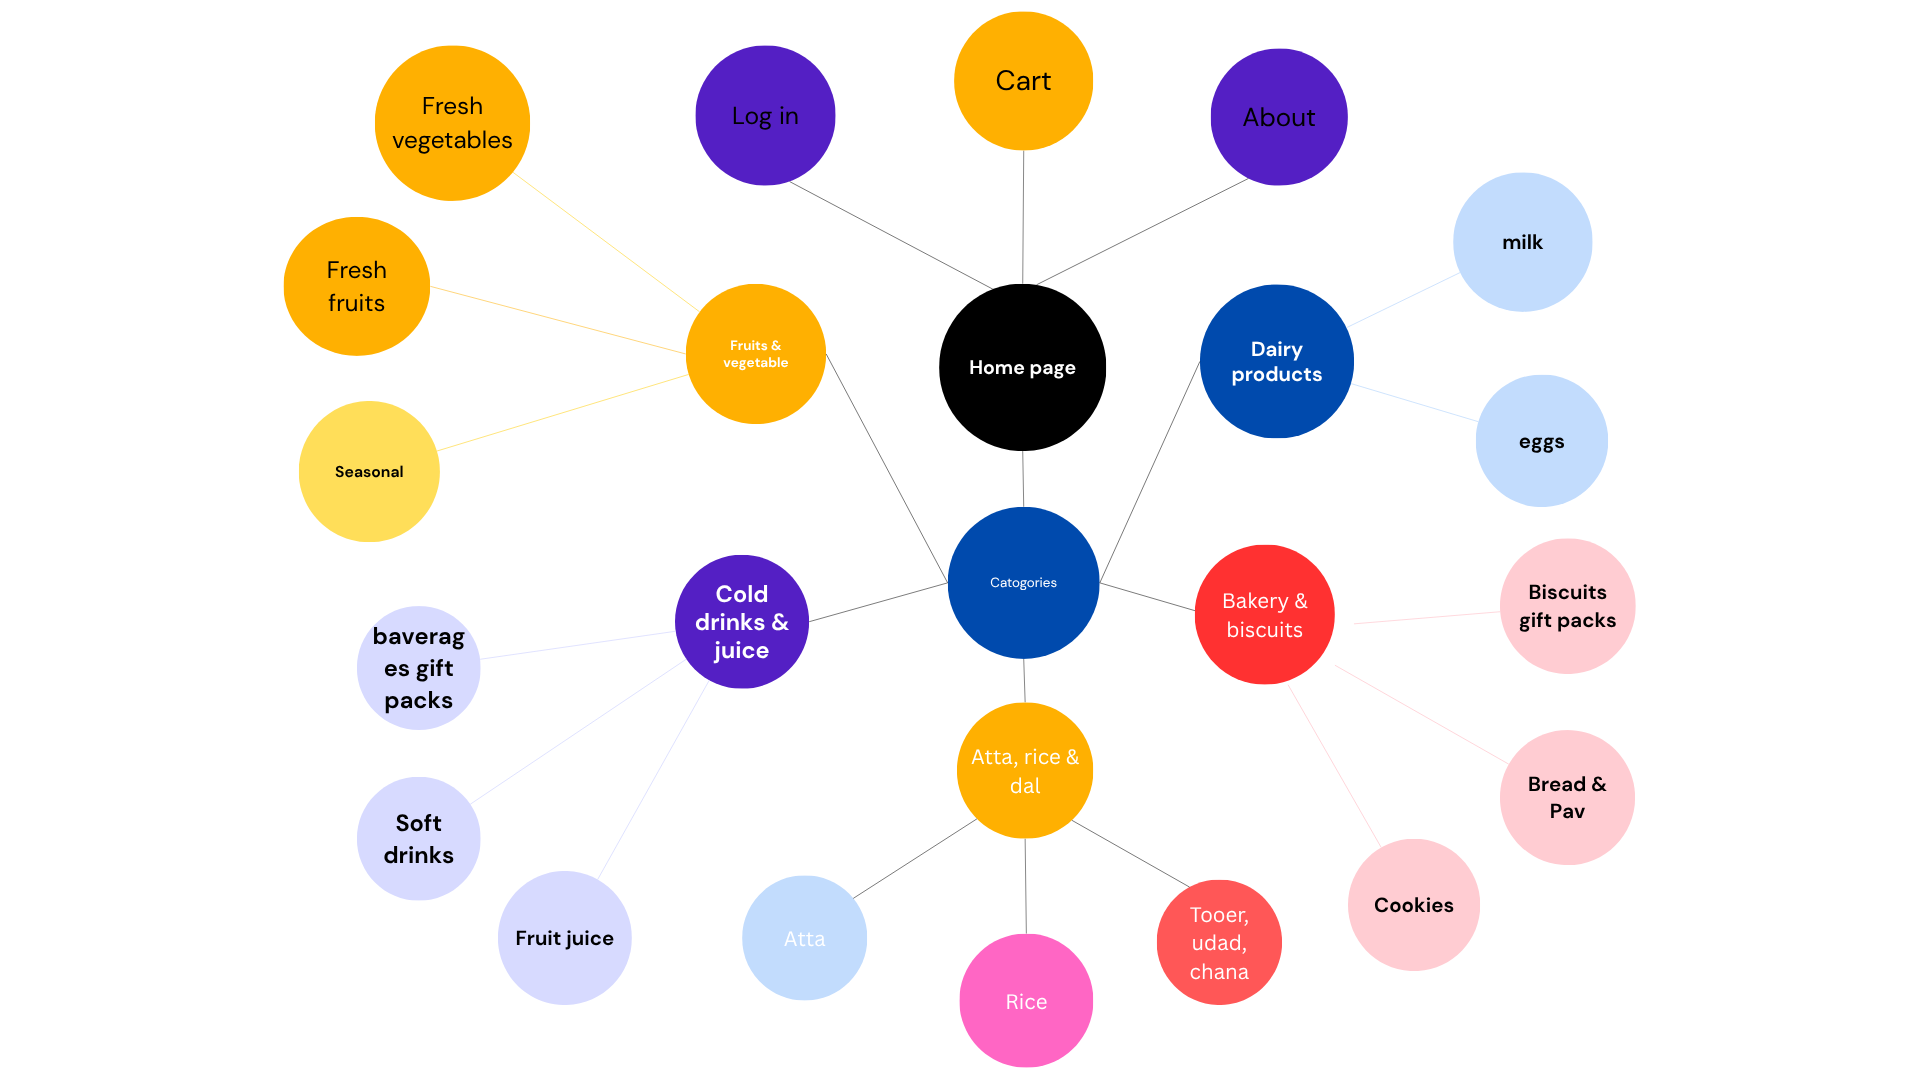 Cart
Log in
About
Fresh
vegetables
milk
Fresh
fruits
Fruits &
vegetable
Home page
Dairy
products
eggs
Seasonal
Catogories
Cold
drinks &
juice
Bakery &
biscuits
Biscuits
gift packs
baverag
es gift
packs
Atta, rice &
dal
Bread &
Pav
Soft
drinks
Cookies
Fruit juice
Atta
Tooer,
udad,
chana
Rice